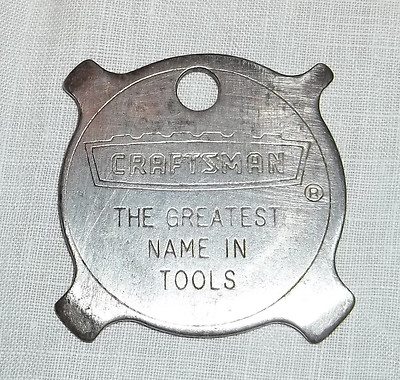 CRAFTSMAN
®
THE GREATEST
NAME IN
TOOLS